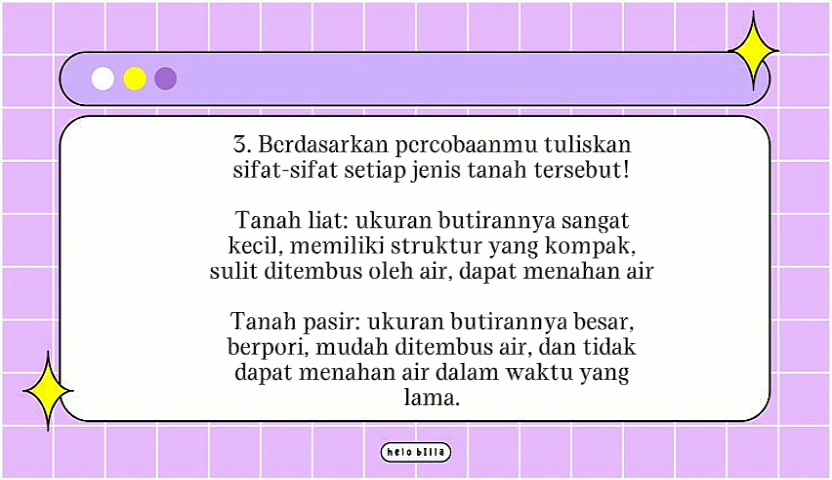 3. Berdasarkan percobaanmu tuliskan
sifat-sifat setiap jenis tanah tersebut!
Tanah liat: ukuran butirannya sangat
kecil, memiliki struktur yang kompak,
sulit ditembus oleh air, dapat menahan air
Tanah pasir: ukuran butirannya besar,
berpori, mudah ditembus air, dan tidak
dapat menahan air dalam waktu yang
lama.
helo bIlla